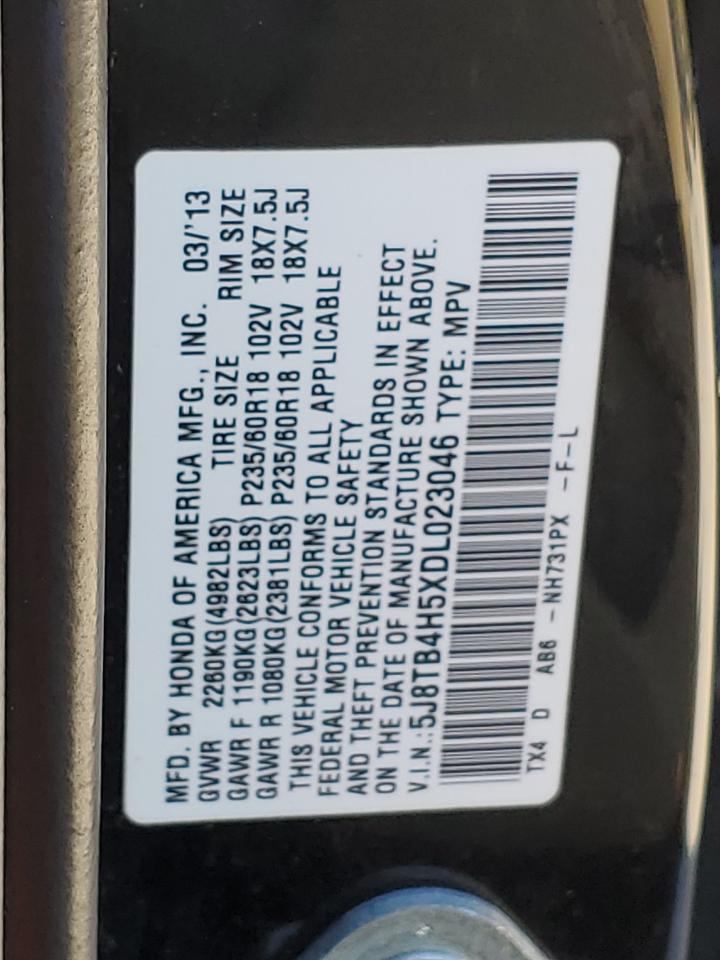 MFD. BY HONDA OF AMERICA MFG., INC. 03/'13
GVWR 2260KG(4982LBS) TIRE SIZE RIM SIZE
GAWR F 1190KG(2623LBS) P235/60R18 102V 18X7.5J
GAWR R 1080KG(2381LBS) P235/60R18 102V 18X7.5J
THIS VEHICLE CONFORMS TO ALL APPLICABLE
FEDERAL MOTOR VEHICLE SAFETY
AND THEFT PREVENTION STANDARDS IN EFFECT
ON THE DATE OF MANUFACTURE SHOWN ABOVE.
V.I.N.:5J8TB4H5XDL023046 TYPE: MPV
TX4 D AB6 -NH731PX -F-L